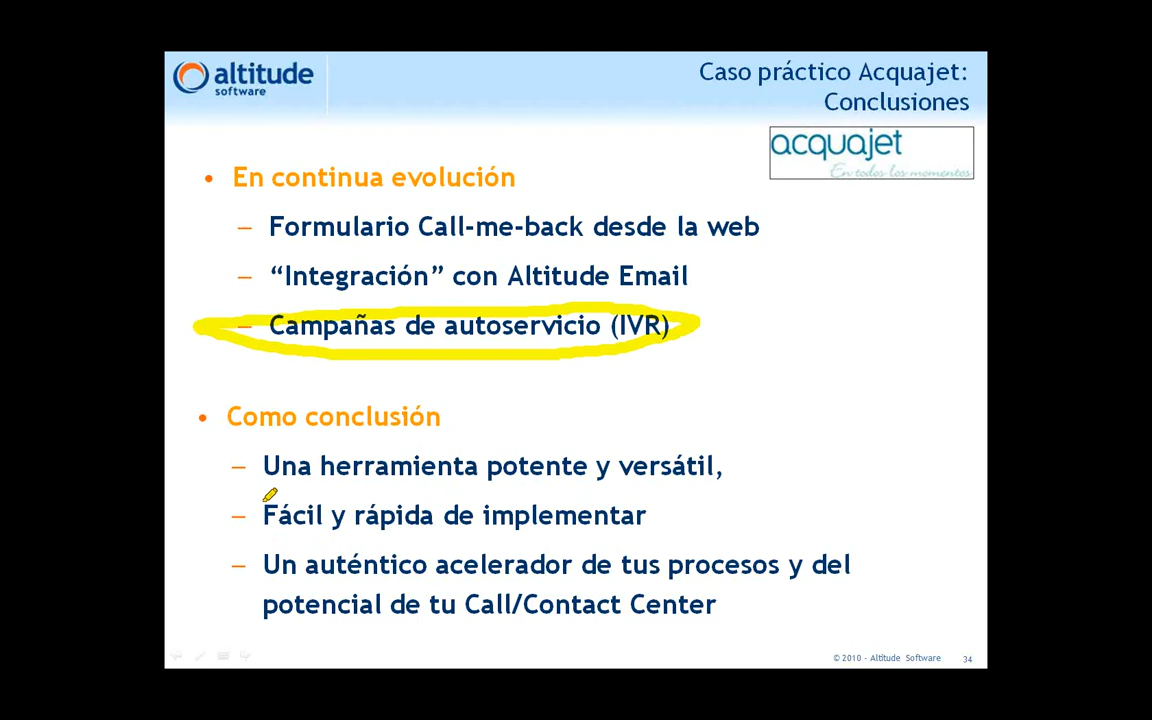 altitude
software
Caso práctico Acquajet:
Conclusiones
acquajet
En todos los momentos
• En continua evolución
– Formulario Call-me-back desde la web
– “Integración” con Altitude Email
– Campañas de autoservicio (IVR)
• Como conclusión
– Una herramienta potente y versátil,
– Fácil y rápida de implementar
– Un auténtico acelerador de tus procesos y del
potencial de tu Call/Contact Center
© 2010 - Altitude Software 34